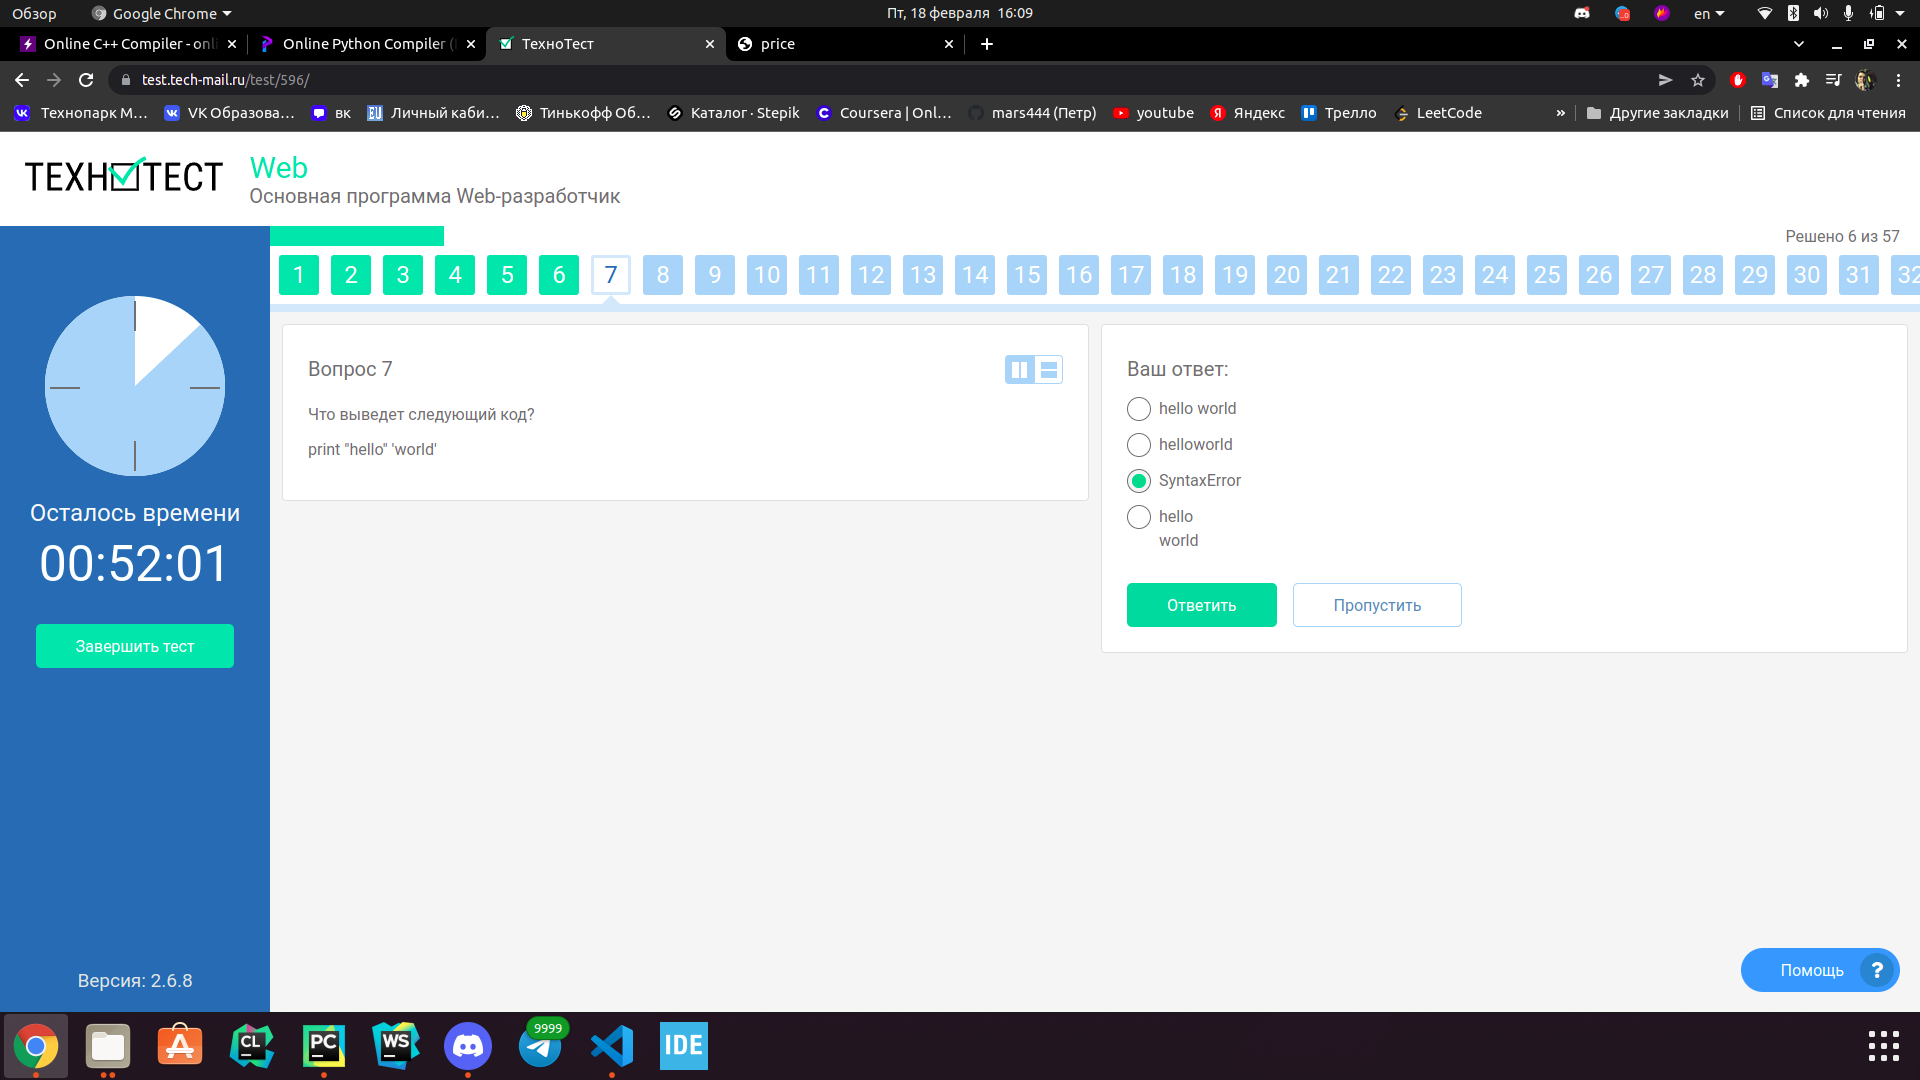 Обзор
Google Chrome
Пт, 18 февраля 16:09
en
Online C++ Compiler - onl
Online Python Compiler (
ТехноТест
price
test.tech-mail.ru/test/596/
Технопарк М…
VK Образова…
вк
Личный каби…
Тинькофф Об…
Каталог · Stepik
Coursera | Onl…
mars444 (Петр)
youtube
Яндекс
Трелло
LeetCode
»
Другие закладки
Список для чтения
ТЕХНОТЕСТ
Web
Основная программа Web-разработчик
Решено 6 из 57
1 2 3 4 5 6 7 8 9 10 11 12 13 14 15 16 17 18 19 20 21 22 23 24 25 26 27 28 29 30 31 32
Осталось времени
00:52:01
Завершить тест
Версия: 2.6.8
Вопрос 7
Что выведет следующий код?
print "hello" 'world'
Ваш ответ:
hello world
helloworld
SyntaxError
hello
world
Ответить
Пропустить
Помощь ?
CL
PC
WS
9999
IDE